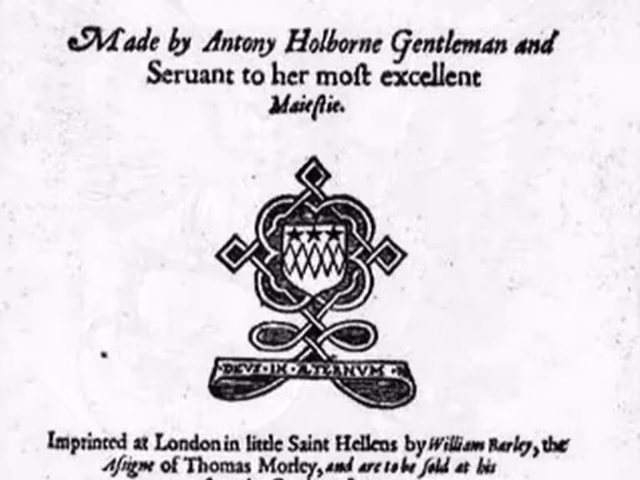 Made by Antony Holborne Gentleman and
Seruant to her moſt excellent
Maieſtie.
DEVS · IN · ÆTERNVM
Imprinted at London in little Saint Hellens by William Barley, the
Aſigne of Thomas Morley, and are to be ſold at his